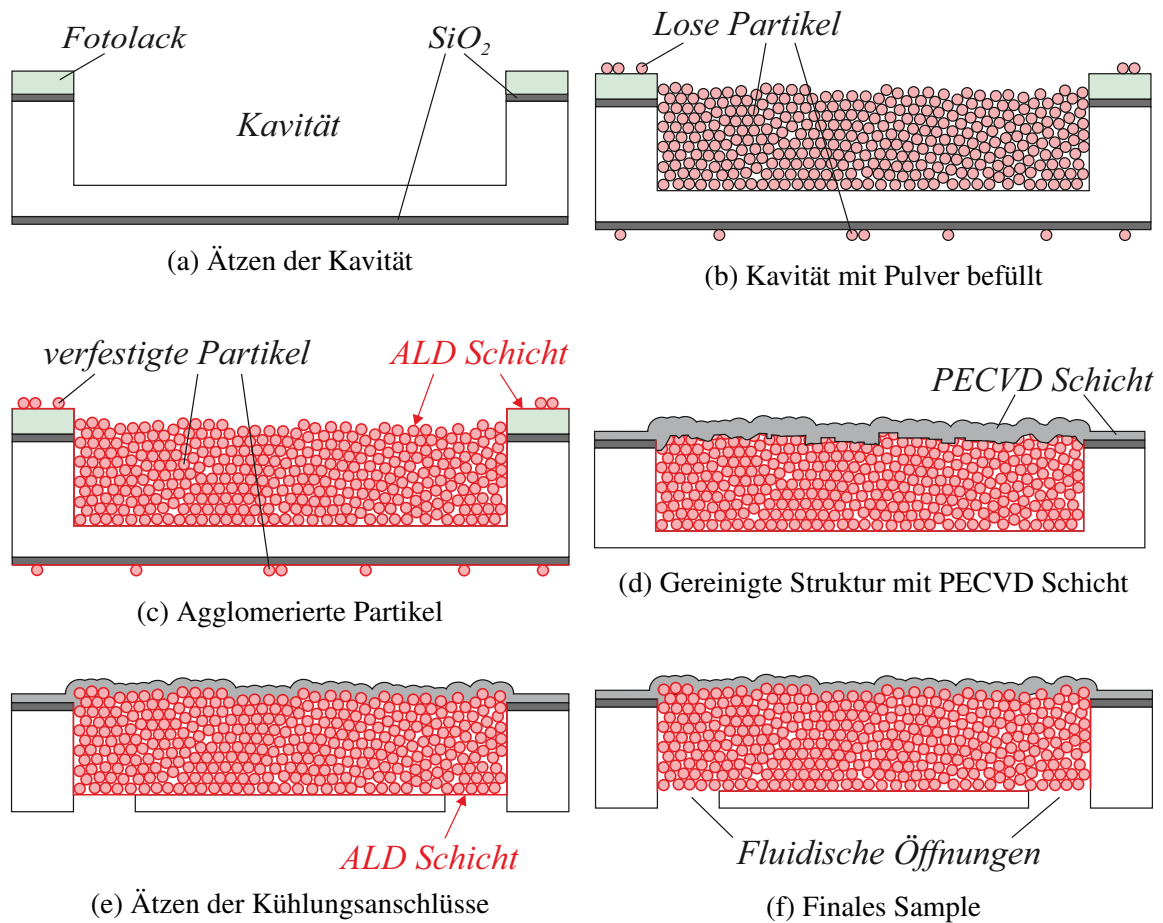 Fotolack
SiO₂
Kavität
(a) Ätzen der Kavität
Lose Partikel
(b) Kavität mit Pulver befüllt
verfestigte Partikel
ALD Schicht
(c) Agglomerierte Partikel
PECVD Schicht
(d) Gereinigte Struktur mit PECVD Schicht
ALD Schicht
(e) Ätzen der Kühlungsanschlüsse
Fluidische Öffnungen
(f) Finales Sample